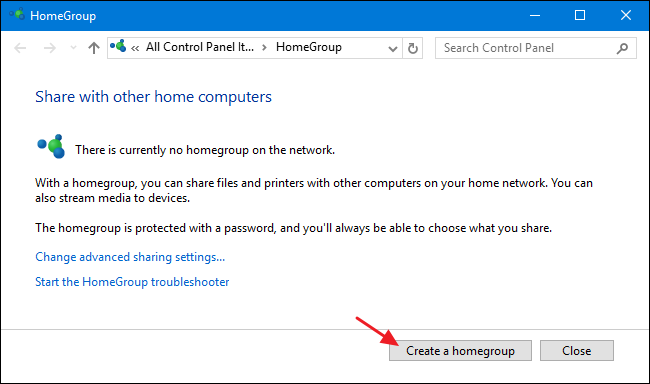 HomeGroup
« All Control Panel It... > HomeGroup
Search Control Panel
Share with other home computers
There is currently no homegroup on the network.
With a homegroup, you can share files and printers with other computers on your home network. You can
also stream media to devices.
The homegroup is protected with a password, and you'll always be able to choose what you share.
Change advanced sharing settings...
Start the HomeGroup troubleshooter
Create a homegroup
Close